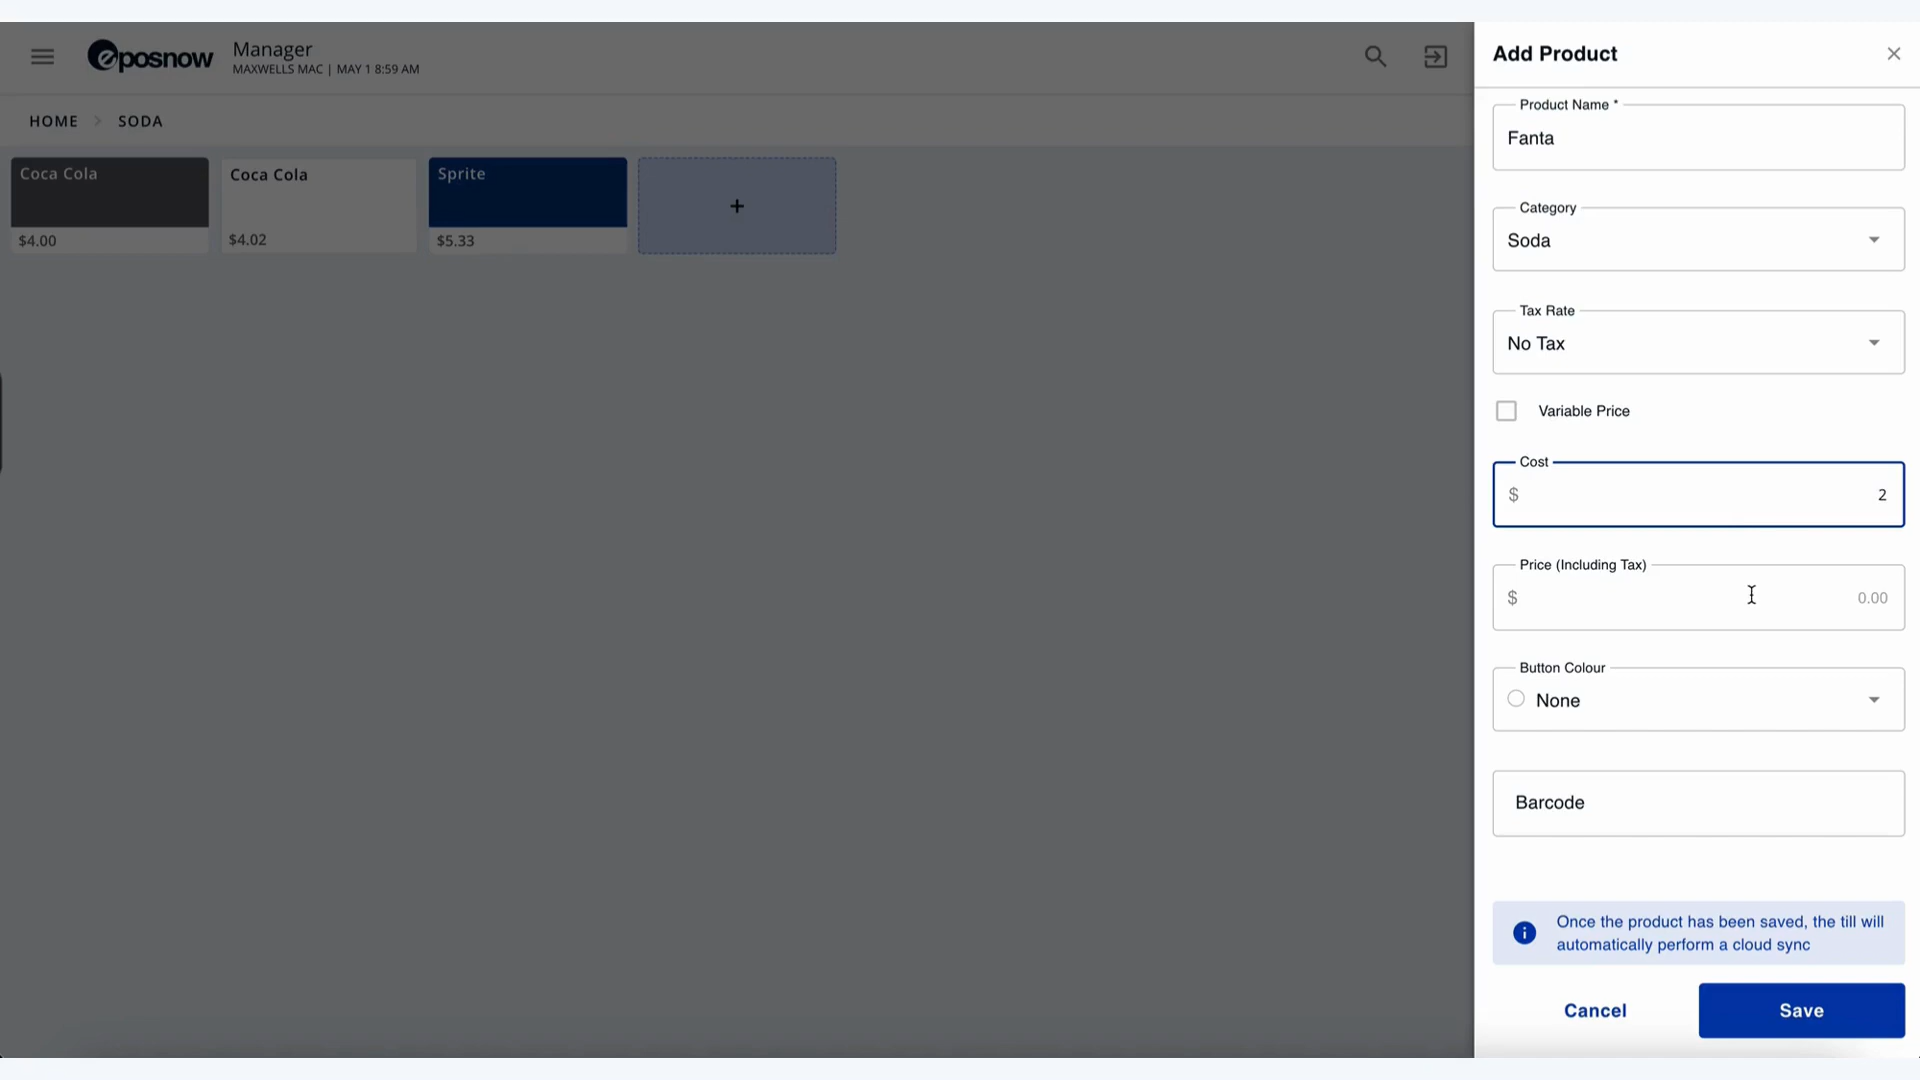 eposnow
Manager
MAXWELLS MAC | MAY 1 8:59 AM
HOME > SODA
Coca Cola
$4.00
Coca Cola
$4.02
Sprite
$5.33
+
Add Product
Product Name *
Fanta
Category
Soda
Tax Rate
No Tax
Variable Price
Cost
$ 2
Price (Including Tax)
$ 0.00
Button Colour
None
Barcode
Once the product has been saved, the till will
automatically perform a cloud sync
Cancel
Save